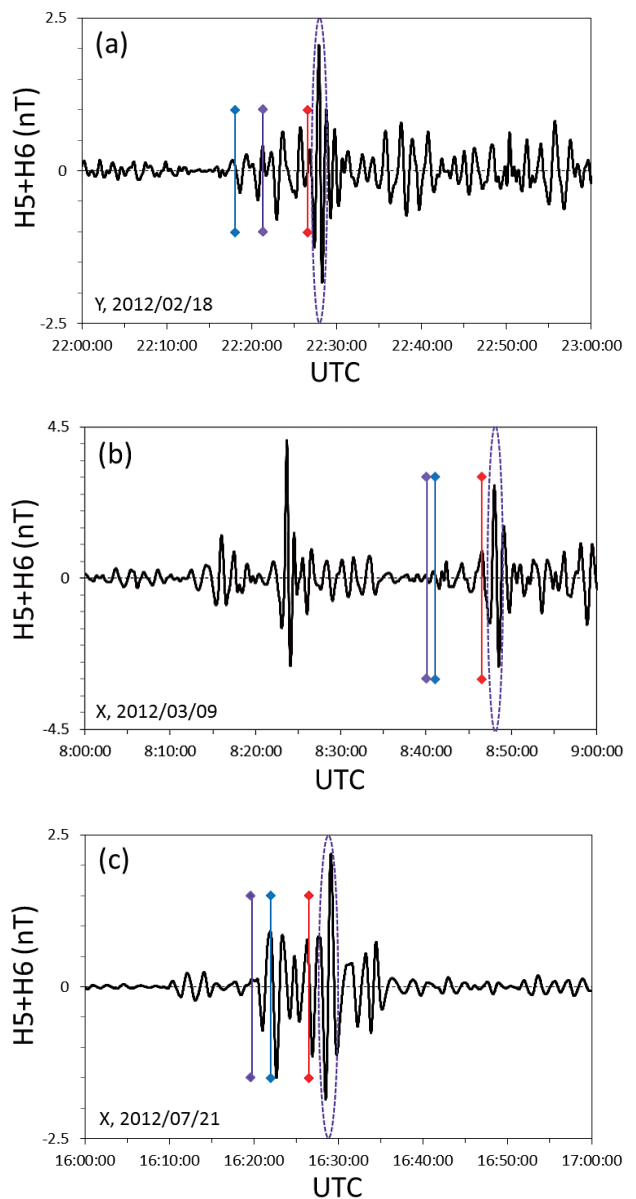 (a)
2.5
0
-2.5
H5+H6 (nT)
Y, 2012/02/18
22:00:00 22:10:00 22:20:00 22:30:00 22:40:00 22:50:00 23:00:00
UTC
(b)
4.5
0
-4.5
H5+H6 (nT)
X, 2012/03/09
8:00:00 8:10:00 8:20:00 8:30:00 8:40:00 8:50:00 9:00:00
UTC
(c)
2.5
0
-2.5
H5+H6 (nT)
X, 2012/07/21
16:00:00 16:10:00 16:20:00 16:30:00 16:40:00 16:50:00 17:00:00
UTC